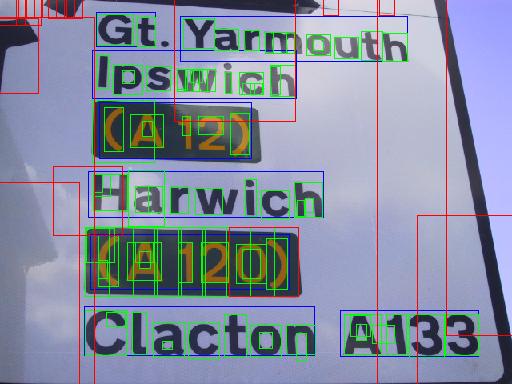 Gt. Yarmouth
Ipswich
(A 12)
Harwich
(A 120)
Clacton A133